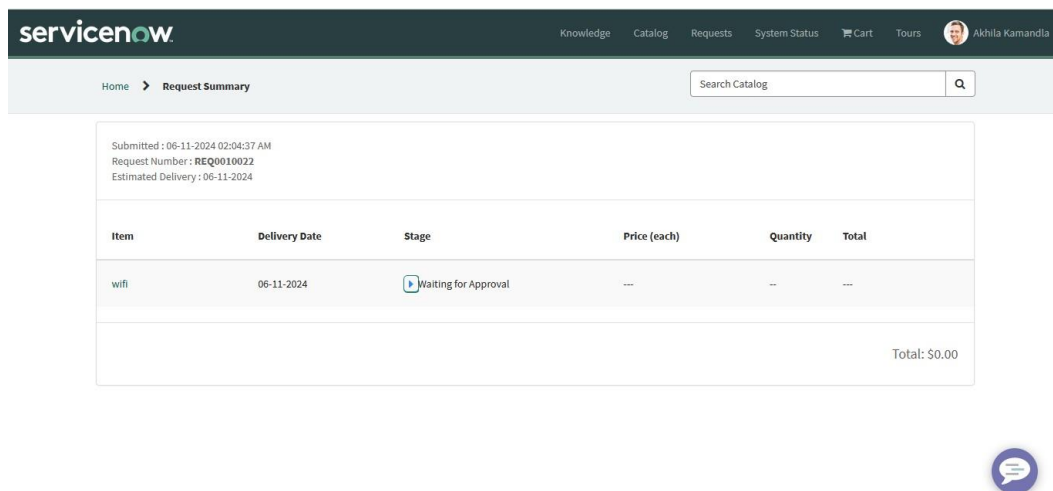 servicenow
Knowledge Catalog Requests System Status Cart Tours Akhila Kamandla
Home > Request Summary
Search Catalog
Submitted : 06-11-2024 02:04:37 AM
Request Number : REQ0010022
Estimated Delivery : 06-11-2024
Item Delivery Date Stage Price (each) Quantity Total
wifi 06-11-2024 Waiting for Approval --- -- ---
Total: $0.00